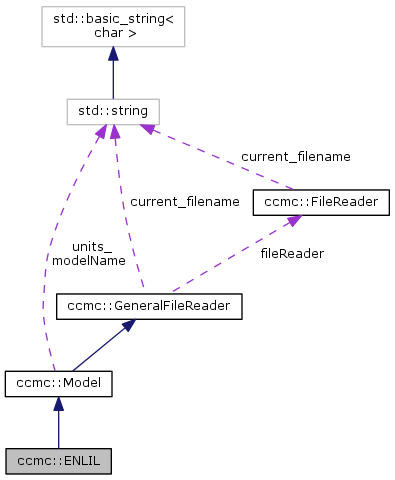 std::basic_string<
char >
std::string
current_filename
ccmc::FileReader
current_filename
units_
modelName
fileReader
ccmc::GeneralFileReader
ccmc::Model
ccmc::ENLIL